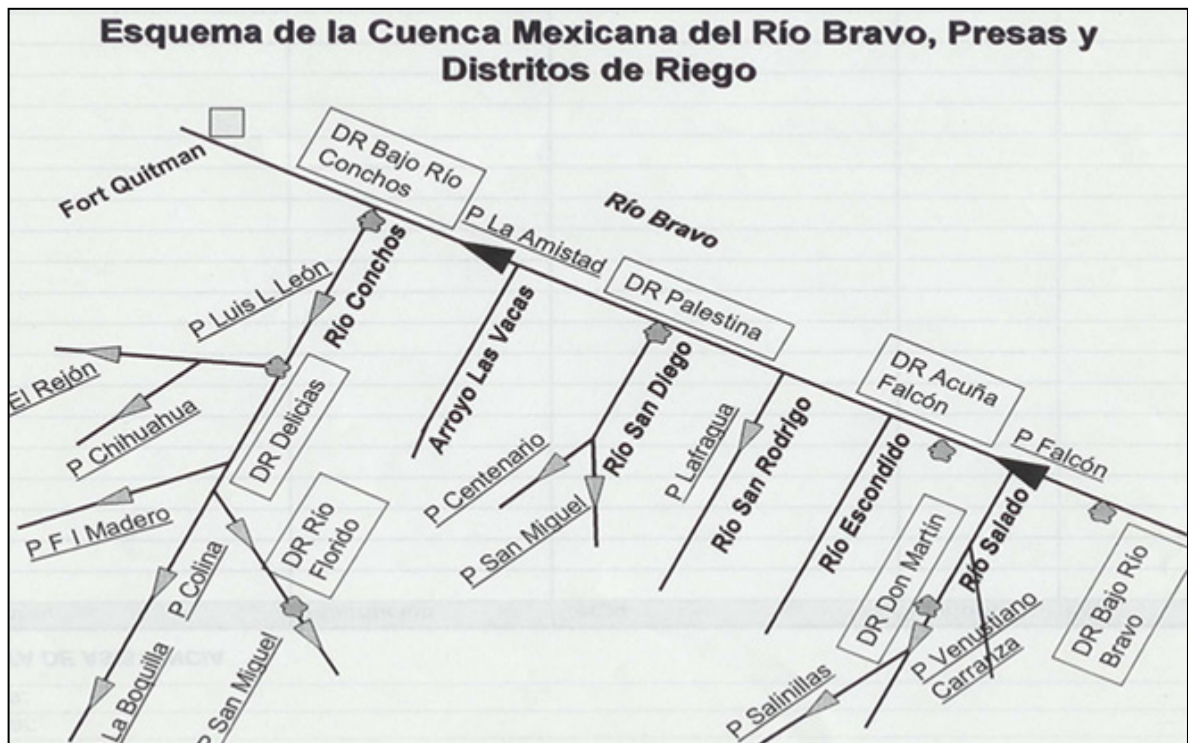 Esquema de la Cuenca Mexicana del Río Bravo, Presas y
Distritos de Riego
Fort Quitman
DR Bajo Río
Conchos
P La Amistad
Río Bravo
P Luis L León
Río Conchos
DR Palestina
El Rejón
P Chihuahua
DR Delicias
Arroyo Las Vacas
Río San Diego
DR Acuña
Falcón
P Falcón
P Centenario
P San Miguel
P Lafragua
Río San Rodrigo
Río Escondido
P F I Madero
P Colina
DR Río
Florido
DR Don Martín
Río Salado
DR Bajo Río
Bravo
La Boquilla
P San Miguel
P Salinillas
P Venustiano
Carranza